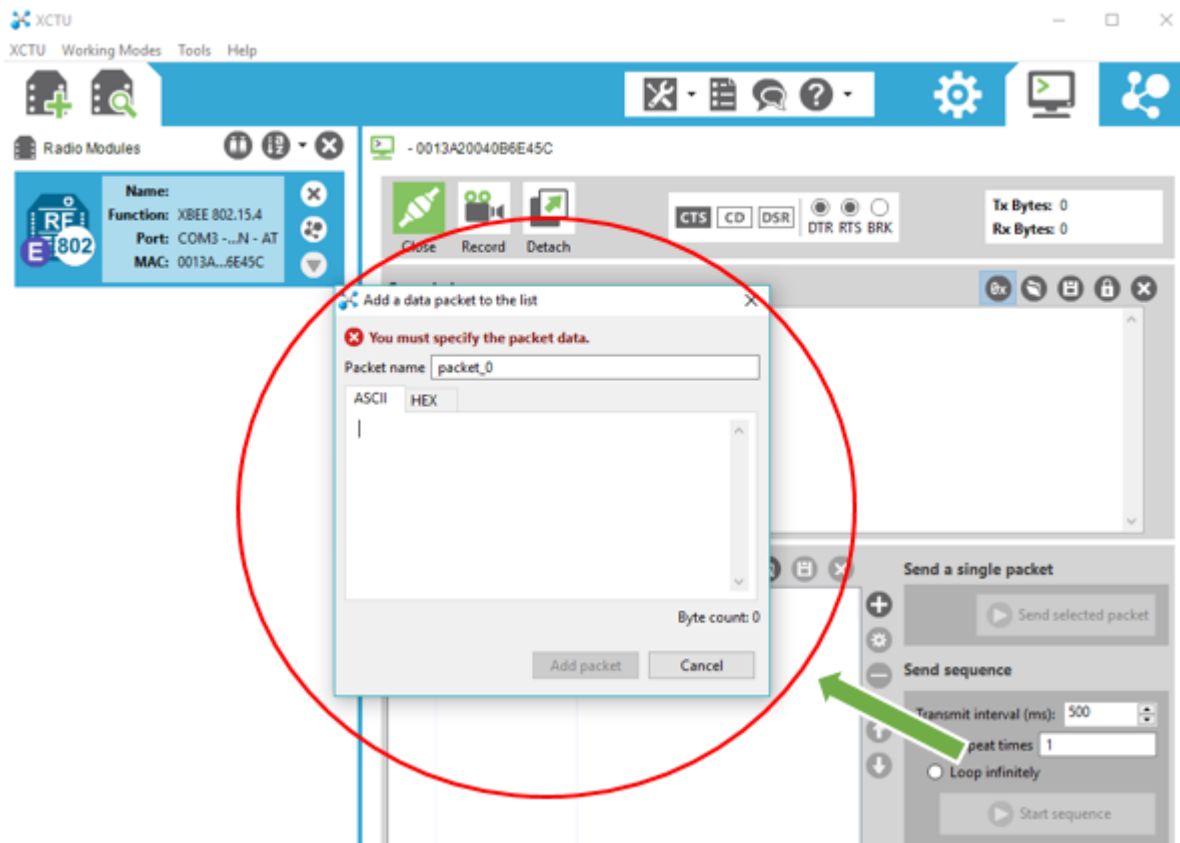 XCTU
XCTU Working Modes Tools Help
Radio Modules
- 0013A20040B6E45C
Name:
Function: XBEE 802.15.4
Port: COM3 -...N - AT
MAC: 0013A...6E45C
RF
E 802
Close Record Detach
CTS CD DSR DTR RTS BRK
Tx Bytes: 0
Rx Bytes: 0
0x
Add a data packet to the list
You must specify the packet data.
Packet name packet_0
ASCII HEX
Byte count: 0
Add packet Cancel
Send a single packet
Send selected packet
Send sequence
Transmit interval (ms): 500
peat times 1
Loop infinitely
Start sequence